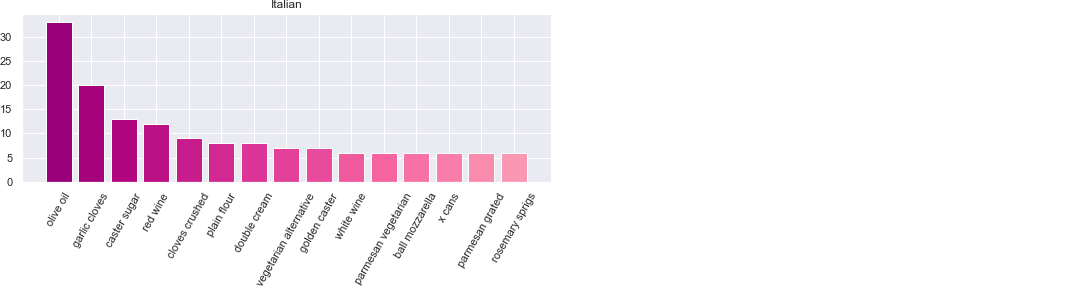 Italian
30
25
20
15
10
5
0
olive oil
garlic cloves
caster sugar
red wine
cloves crushed
plain flour
double cream
vegetarian alternative
golden caster
white wine
parmesan vegetarian
ball mozzarella
x cans
parmesan grated
rosemary sprigs